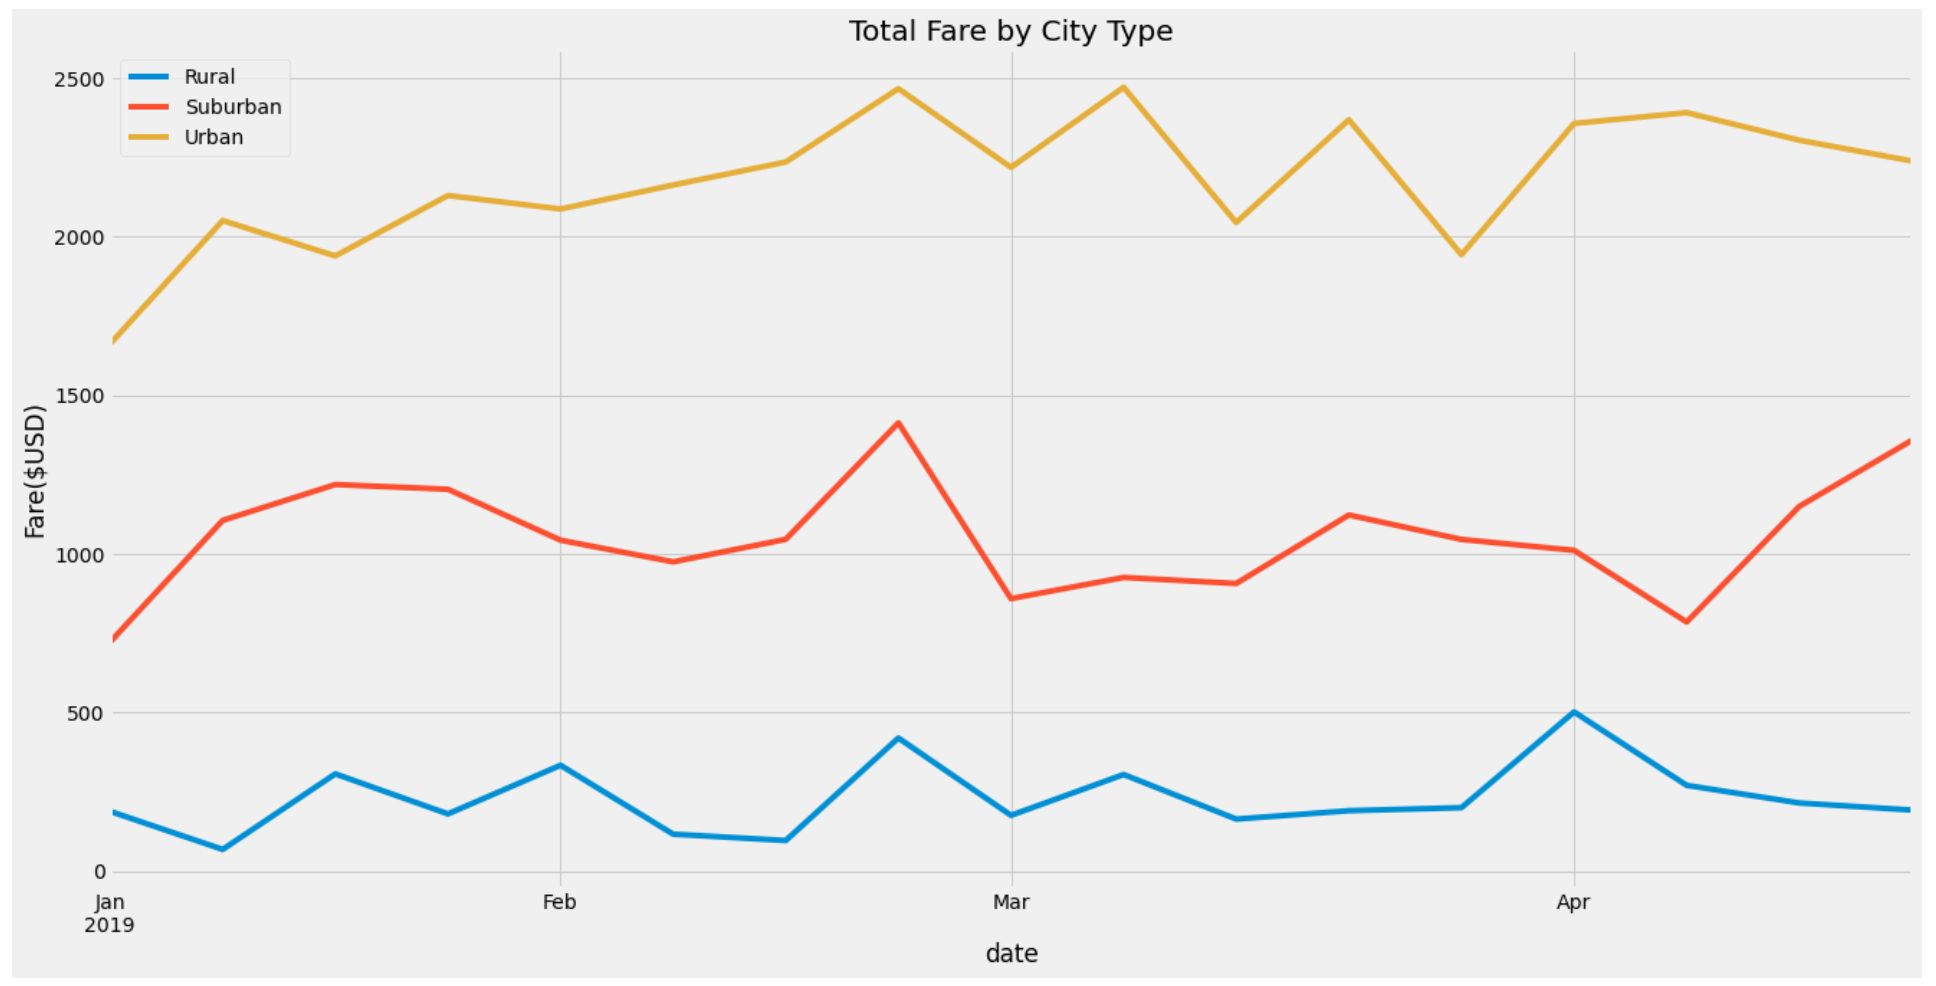 Total Fare by City Type
Rural
Suburban
Urban
2500
2000
1500
1000
500
0
Fare($USD)
Jan
2019
Feb
Mar
Apr
date